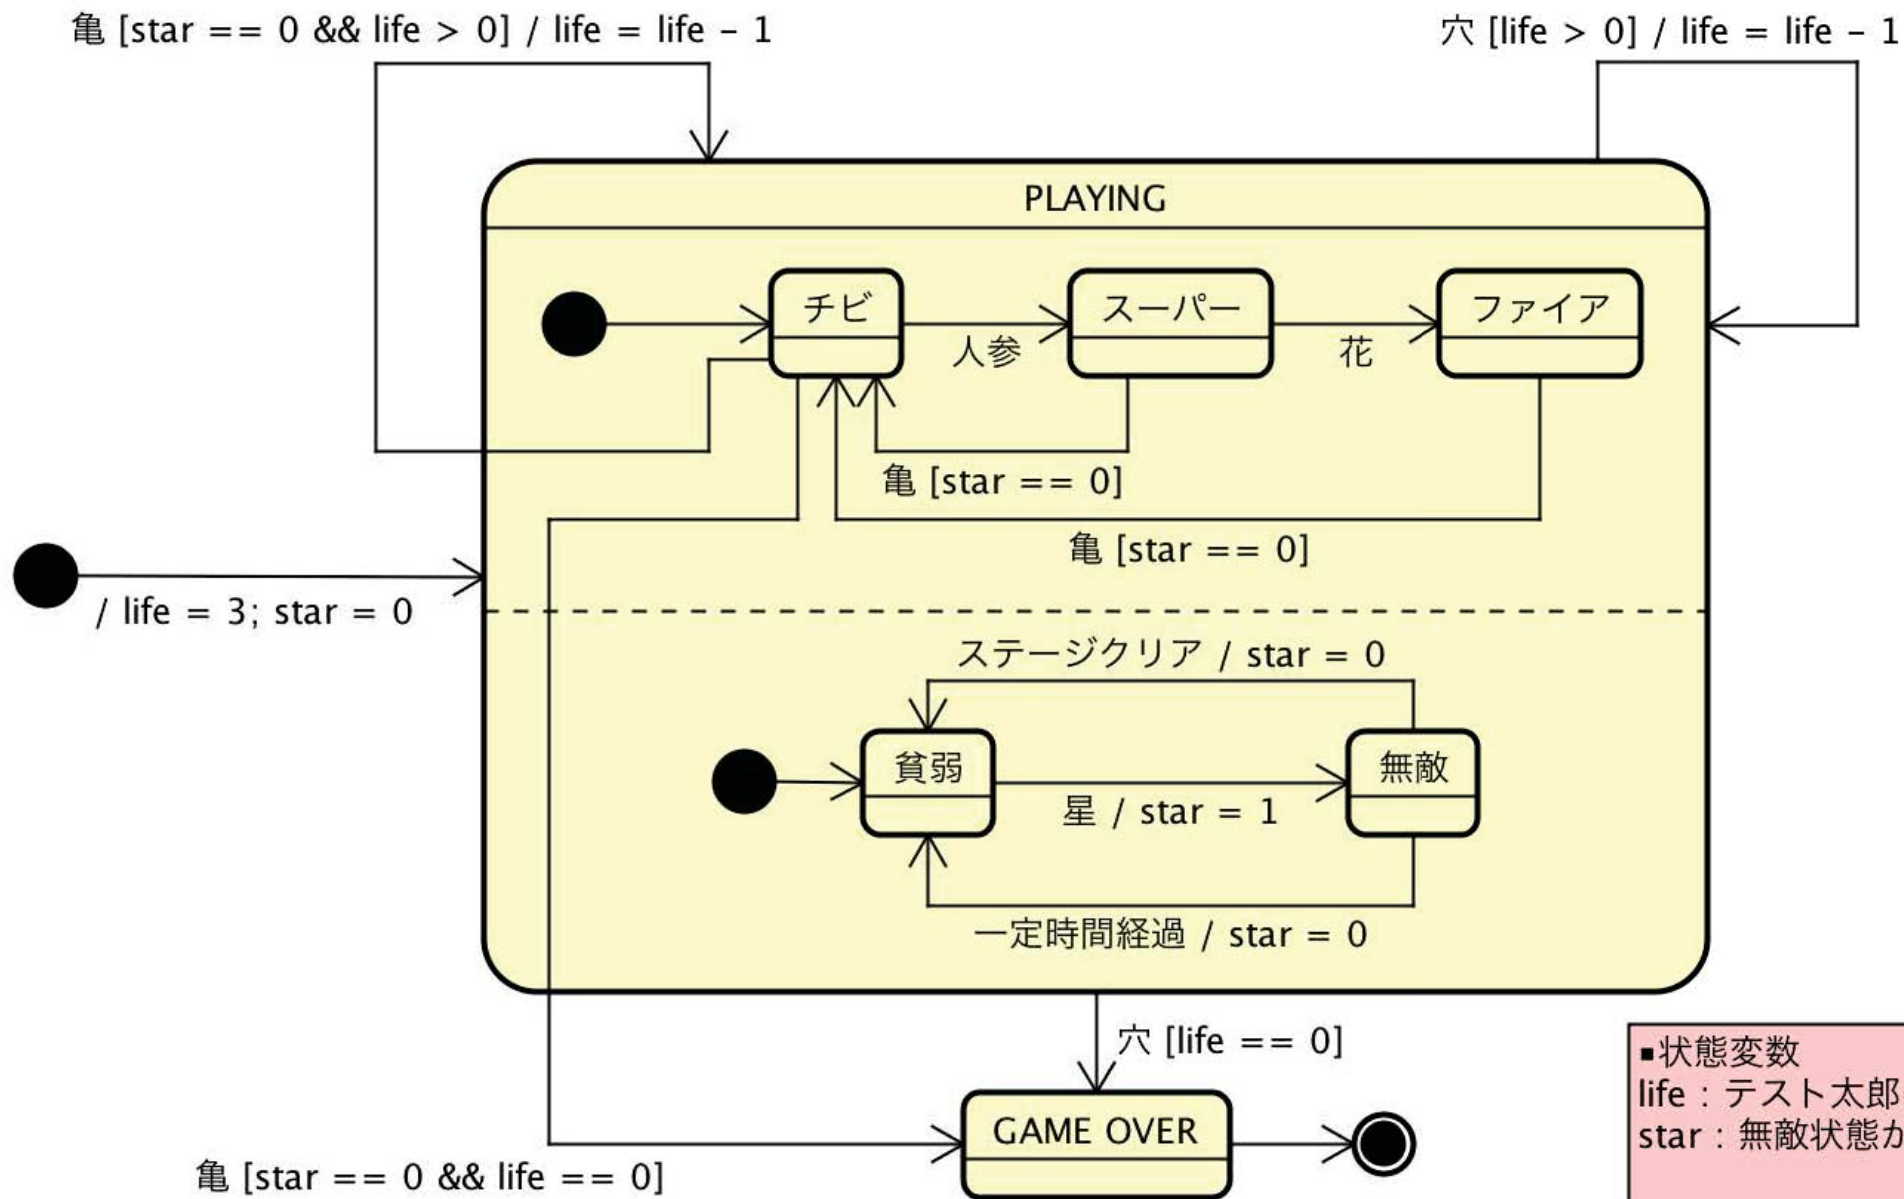 亀 [star == 0 && life > 0] / life = life - 1
穴 [life > 0] / life = life - 1
PLAYING
チビ
スーパー
ファイア
人参
花
亀 [star == 0]
亀 [star == 0]
/ life = 3; star = 0
ステージクリア / star = 0
貧弱
無敵
星 / star = 1
一定時間経過 / star = 0
穴 [life == 0]
GAME OVER
亀 [star == 0 && life == 0]
■状態変数
life : テスト太郎
star : 無敵状態か